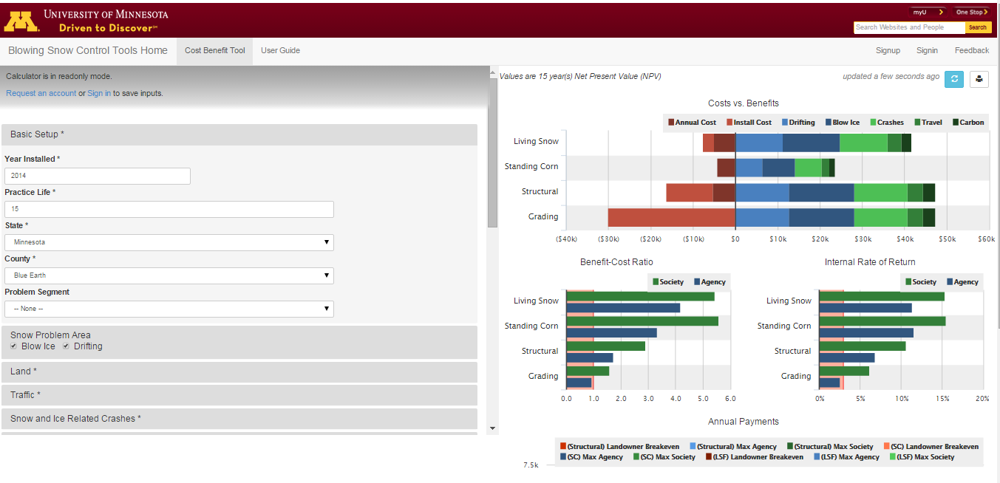 UNIVERSITY OF MINNESOTA
Driven to Discover℠
myU
One Stop
Search Websites and People
Search
Blowing Snow Control Tools Home
Cost Benefit Tool
User Guide
Signup
Signin
Feedback
Calculator is in readonly mode.
Request an account or Sign in to save inputs.
Basic Setup *
Year Installed *
2014
Practice Life *
15
State *
Minnesota
County *
Blue Earth
Problem Segment
-- None --
Snow Problem Area
Blow Ice Drifting
Land *
Traffic *
Snow and Ice Related Crashes *
Values are 15 year(s) Net Present Value (NPV)
updated a few seconds ago
Costs vs. Benefits
Annual Cost Install Cost Drifting Blow Ice Crashes Travel Carbon
Living Snow
Standing Corn
Structural
Grading
($40k) ($30k) ($20k) ($10k) $0 $10k $20k $30k $40k $50k $60k
Benefit-Cost Ratio
Society Agency
Living Snow
Standing Corn
Structural
Grading
0.0 1.0 2.0 3.0 4.0 5.0 6.0
Internal Rate of Return
Society Agency
Living Snow
Standing Corn
Structural
Grading
0% 5% 10% 15% 20%
Annual Payments
(Structural) Landowner Breakeven (Structural) Max Agency (Structural) Max Society (SC) Landowner Breakeven
(SC) Max Agency (SC) Max Society (LSF) Landowner Breakeven (LSF) Max Agency (LSF) Max Society
7.5k